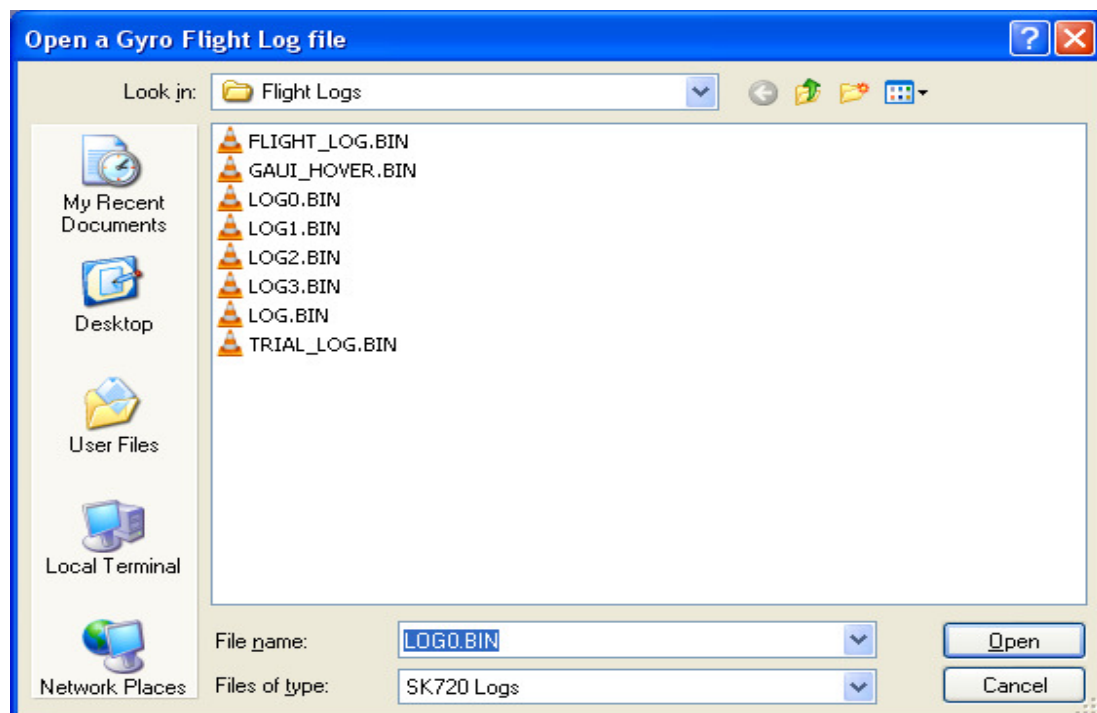 Open a Gyro Flight Log file
Look in: Flight Logs
FLIGHT_LOG.BIN
GAUI_HOVER.BIN
LOG0.BIN
LOG1.BIN
LOG2.BIN
LOG3.BIN
LOG.BIN
TRIAL_LOG.BIN
My Recent
Documents
Desktop
User Files
Local Terminal
Network Places
File name: LOG0.BIN Open
Files of type: SK720 Logs Cancel